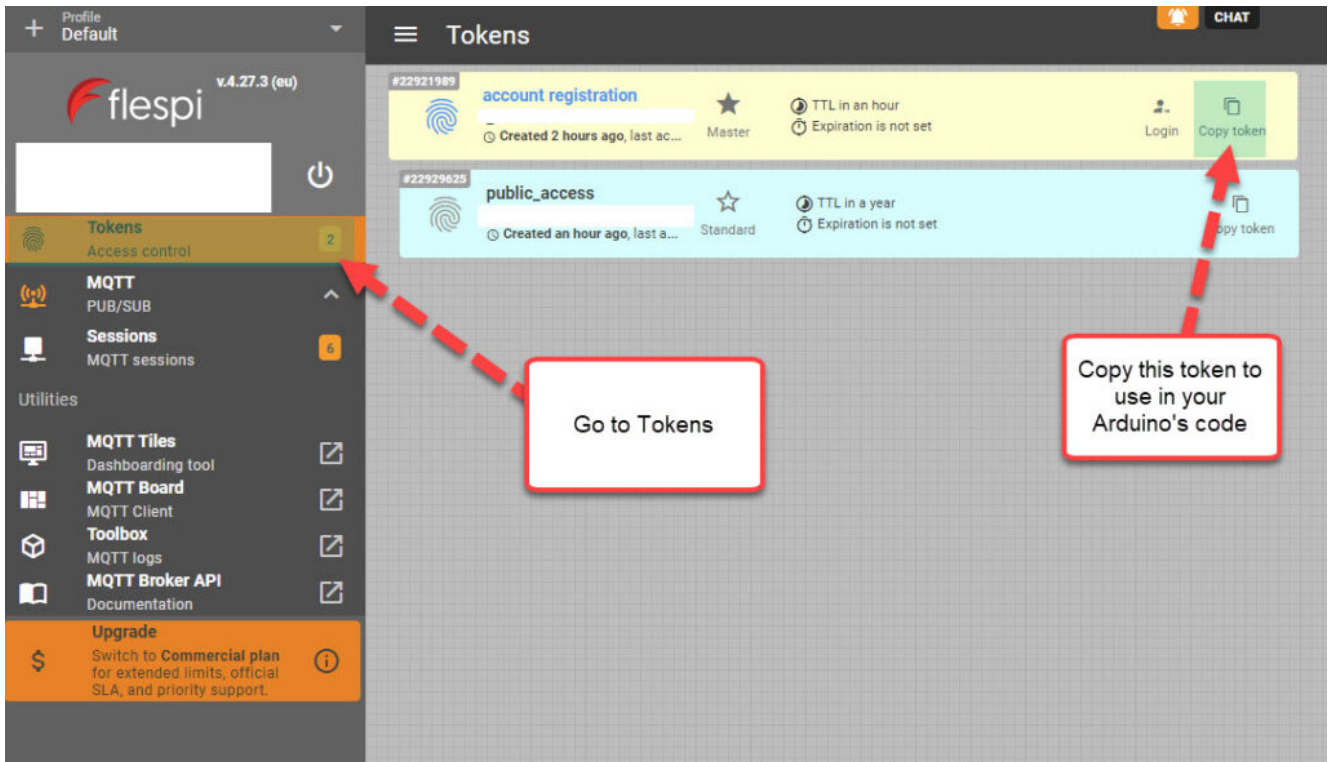 Profile
Default
flespi
v.4.27.3 (eu)
Tokens
Access control
2
MQTT
PUB/SUB
Sessions
MQTT sessions
6
Utilities
MQTT Tiles
Dashboarding tool
MQTT Board
MQTT Client
Toolbox
MQTT logs
MQTT Broker API
Documentation
Upgrade
$
Switch to Commercial plan
for extended limits, official
SLA, and priority support.
Tokens
CHAT
#22921989
account registration
Created 2 hours ago, last ac...
Master
TTL in an hour
Expiration is not set
Login
Copy token
#22929625
public_access
Created an hour ago, last a...
Standard
TTL in a year
Expiration is not set
token
Go to Tokens
Copy this token to
use in your
Arduino's code